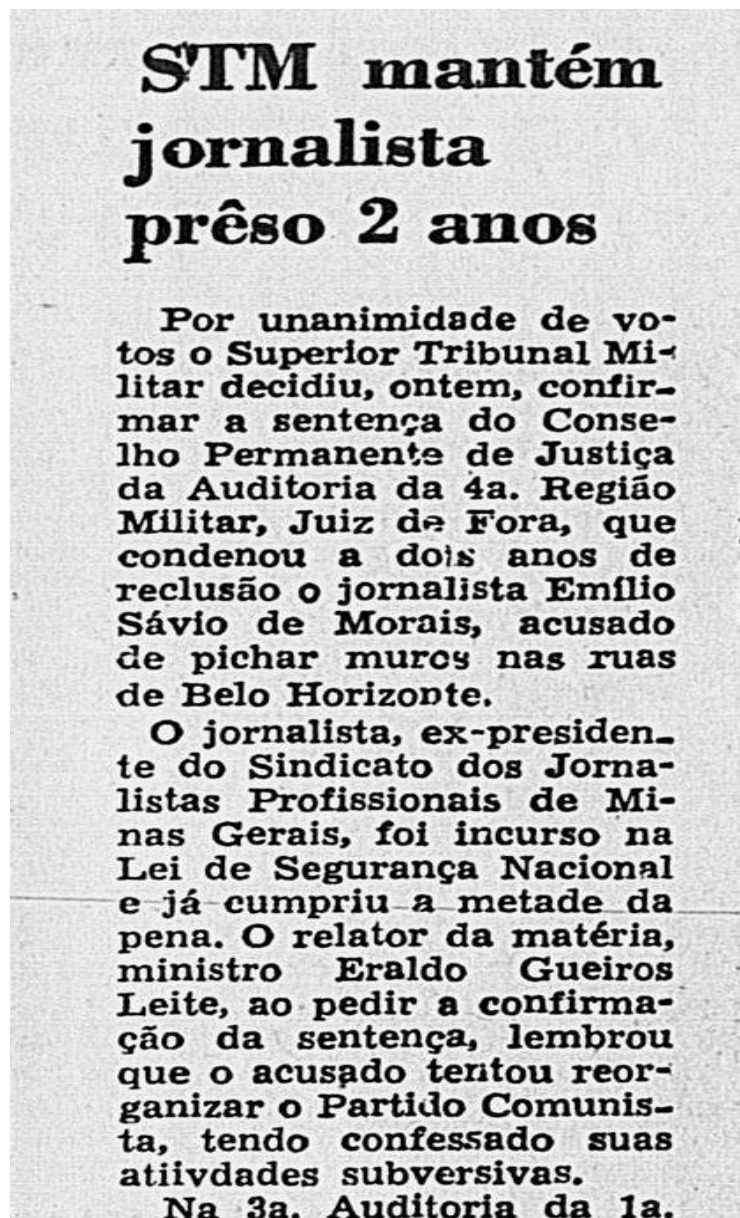 STM mantém
jornalista
prêso 2 anos
Por unanimidade de vo-
tos o Superior Tribunal Mi-
litar decidiu, ontem, confir-
mar a sentença do Conse-
lho Permanente de Justiça
da Auditoria da 4a. Região
Militar, Juiz de Fora, que
condenou a dois anos de
reclusão o jornalista Emílio
Sávio de Morais, acusado
de pichar muros nas ruas
de Belo Horizonte.
O jornalista, ex-presiden-
te do Sindicato dos Jorna-
listas Profissionais de Mi-
nas Gerais, foi incurso na
Lei de Segurança Nacional
e já cumpriu a metade da
pena. O relator da matéria,
ministro Eraldo Gueiros
Leite, ao pedir a confirma-
ção da sentença, lembrou
que o acusado tentou reor-
ganizar o Partido Comunis-
ta, tendo confessado suas
atiivdades subversivas.
Na 3a. Auditoria da 1a.